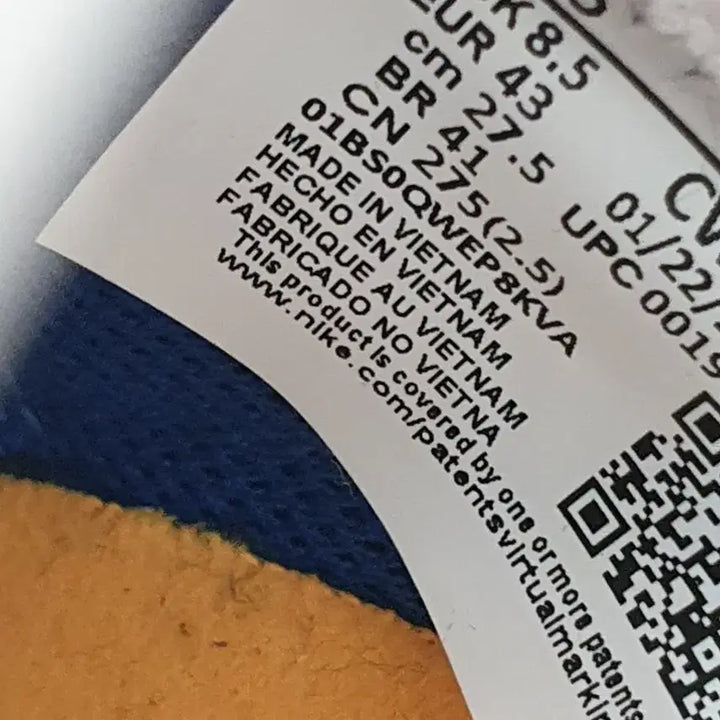 UK 8.5
EUR 43
cm 27.5
BR 41
CN 275(2.5)
01BS0QWEP8KVA
MADE IN VIETNAM
HECHO EN VIETNAM
FABRIQUE AU VIETNAM
FABRICADO NO VIETNA
This product is covered by one or more patents
www.nike.com/patentsvirtualmarkin
01/22/
UPC 0019